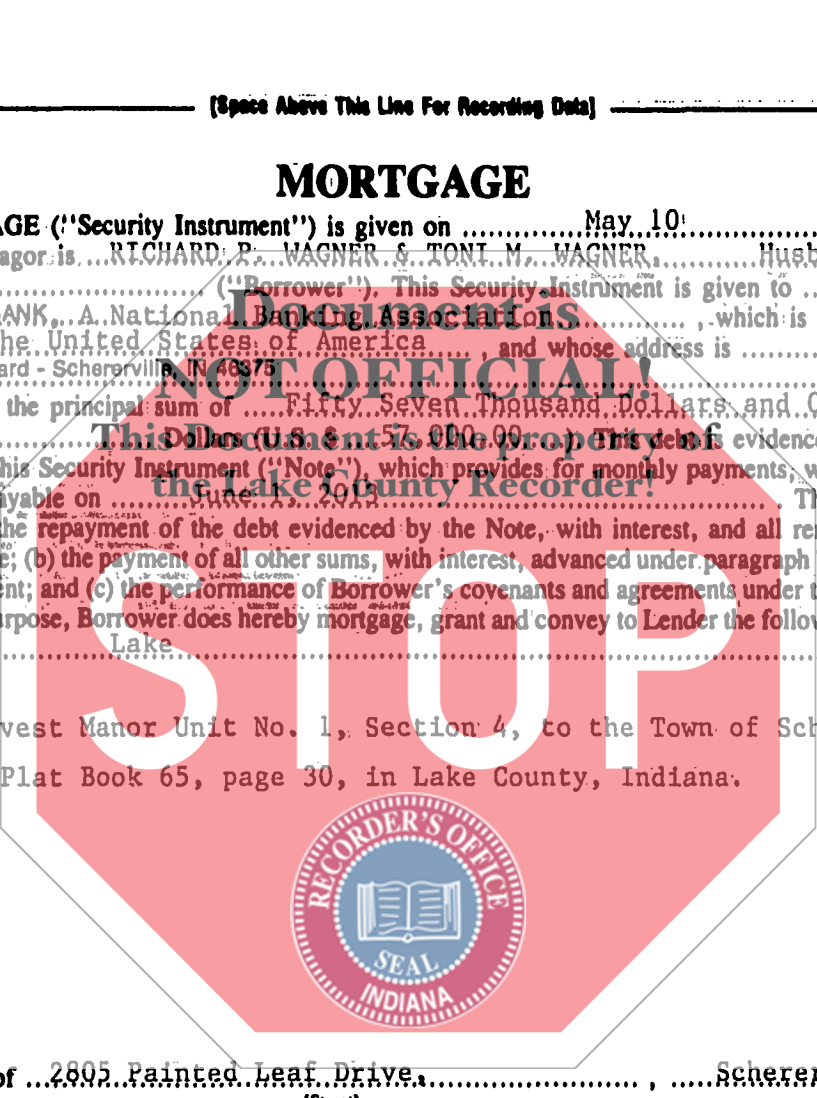 [Space Above This Line For Recording Data]
MORTGAGE
AGE ("Security Instrument") is given on ..............May 10
agor is ....RICHARD P. WAGNER & TONI M. WAGNER, Husb
("Borrower"). This Security Instrument is given to
Document is
ANK, A National Banking Association , which is
he United States of America , and whose address is
ard - Schererville, IN 46375
NOT OFFICIAL!
the principal sum of ....Fifty Seven Thousand Dollars and
This Document is the property of
Dollars (U.S. $ 57,000.00 ). This debt is evidence
his Security Instrument ("Note"), which provides for monthly payments, w
the Lake County Recorder!
yable on June 1, 2013 Th
the repayment of the debt evidenced by the Note, with interest, and all re
e; (b) the payment of all other sums, with interest, advanced under paragraph
ent; and (c) the performance of Borrower's covenants and agreements under t
urpose, Borrower does hereby mortgage, grant and convey to Lender the follow
Lake
STOP
vest Manor Unit No. 1, Section 4, to the Town of Sch
Plat Book 65, page 30, in Lake County, Indiana.
RECORDER'S OFFICE
SEAL
INDIANA
of ...2805 Painted Leaf Drive, , Scherer